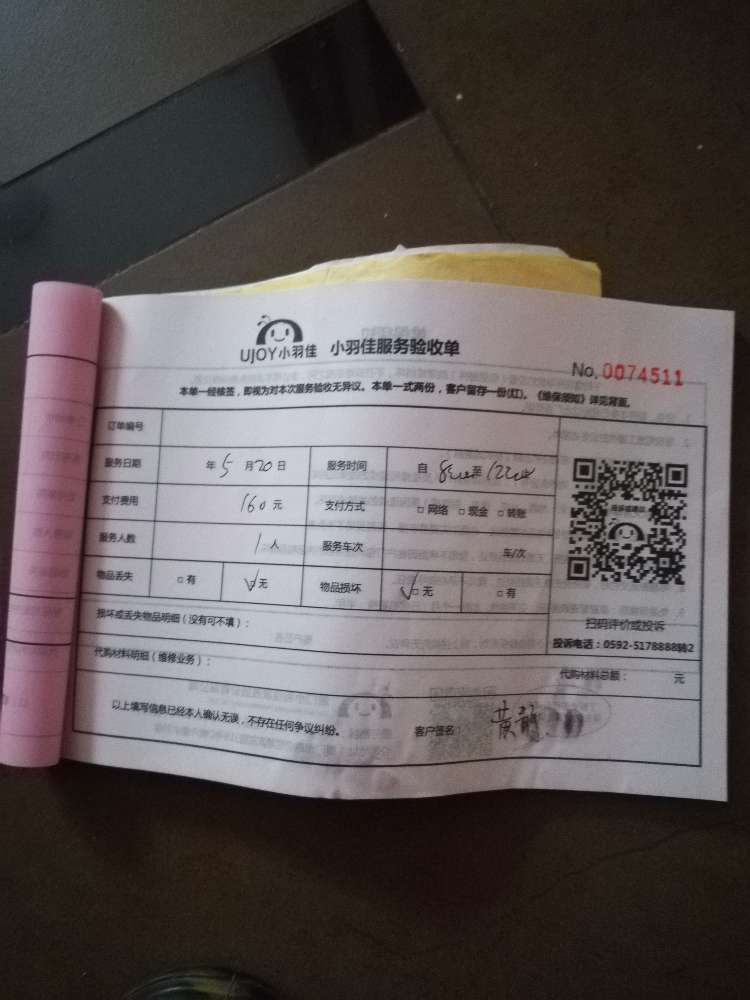 UJOY小羽佳 小羽佳服务验收单
No. 0074511
本单一经核签，即视为对本次服务验收无异议。本单一式两份，客户留存一份(红)。《维保须知》详见背面。
订单编号
服务日期 年 5 月 20 日 服务时间 自 至
支付费用 160 元 支付方式 □ 网络 □ 现金 □ 转账
服务人数 1 人 服务车次 车/次
物品丢失 □ 有 □ 无 物品损坏 □ 无 □ 有
损坏或丢失物品明细（没有可不填）：
扫码评价或投诉
投诉电话：0592-5178888转2
代购材料明细（维修业务）： 代购材料总额： 元
以上填写信息已经本人确认无误，不存在任何争议纠纷。 客户签名： 黄